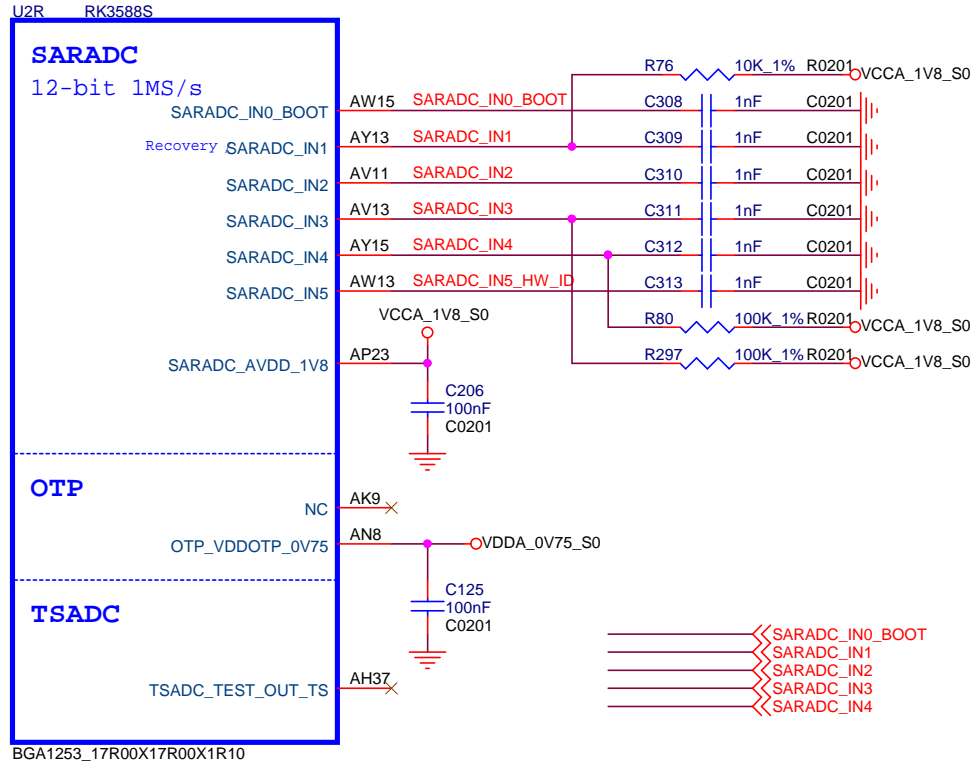 U2R RK3588S
SARADC
12-bit 1MS/s
R76 10K_1% R0201 VCCA_1V8_S0
SARADC_IN0_BOOT AW15 SARADC_IN0_BOOT C308 1nF C0201
Recovery SARADC_IN1 AY13 SARADC_IN1 C309 1nF C0201
SARADC_IN2 AV11 SARADC_IN2 C310 1nF C0201
SARADC_IN3 AV13 SARADC_IN3 C311 1nF C0201
SARADC_IN4 AY15 SARADC_IN4 C312 1nF C0201
SARADC_IN5 AW13 SARADC_IN5_HW_ID C313 1nF C0201
VCCA_1V8_S0
R80 100K_1% R0201 VCCA_1V8_S0
SARADC_AVDD_1V8 AP23
R297 100K_1% R0201 VCCA_1V8_S0
C206
100nF
C0201
OTP
NC AK9
OTP_VDDOTP_0V75 AN8 VDDA_0V75_S0
C125
100nF
C0201
TSADC
TSADC_TEST_OUT_TS AH37
SARADC_IN0_BOOT
SARADC_IN1
SARADC_IN2
SARADC_IN3
SARADC_IN4
BGA1253_17R00X17R00X1R10